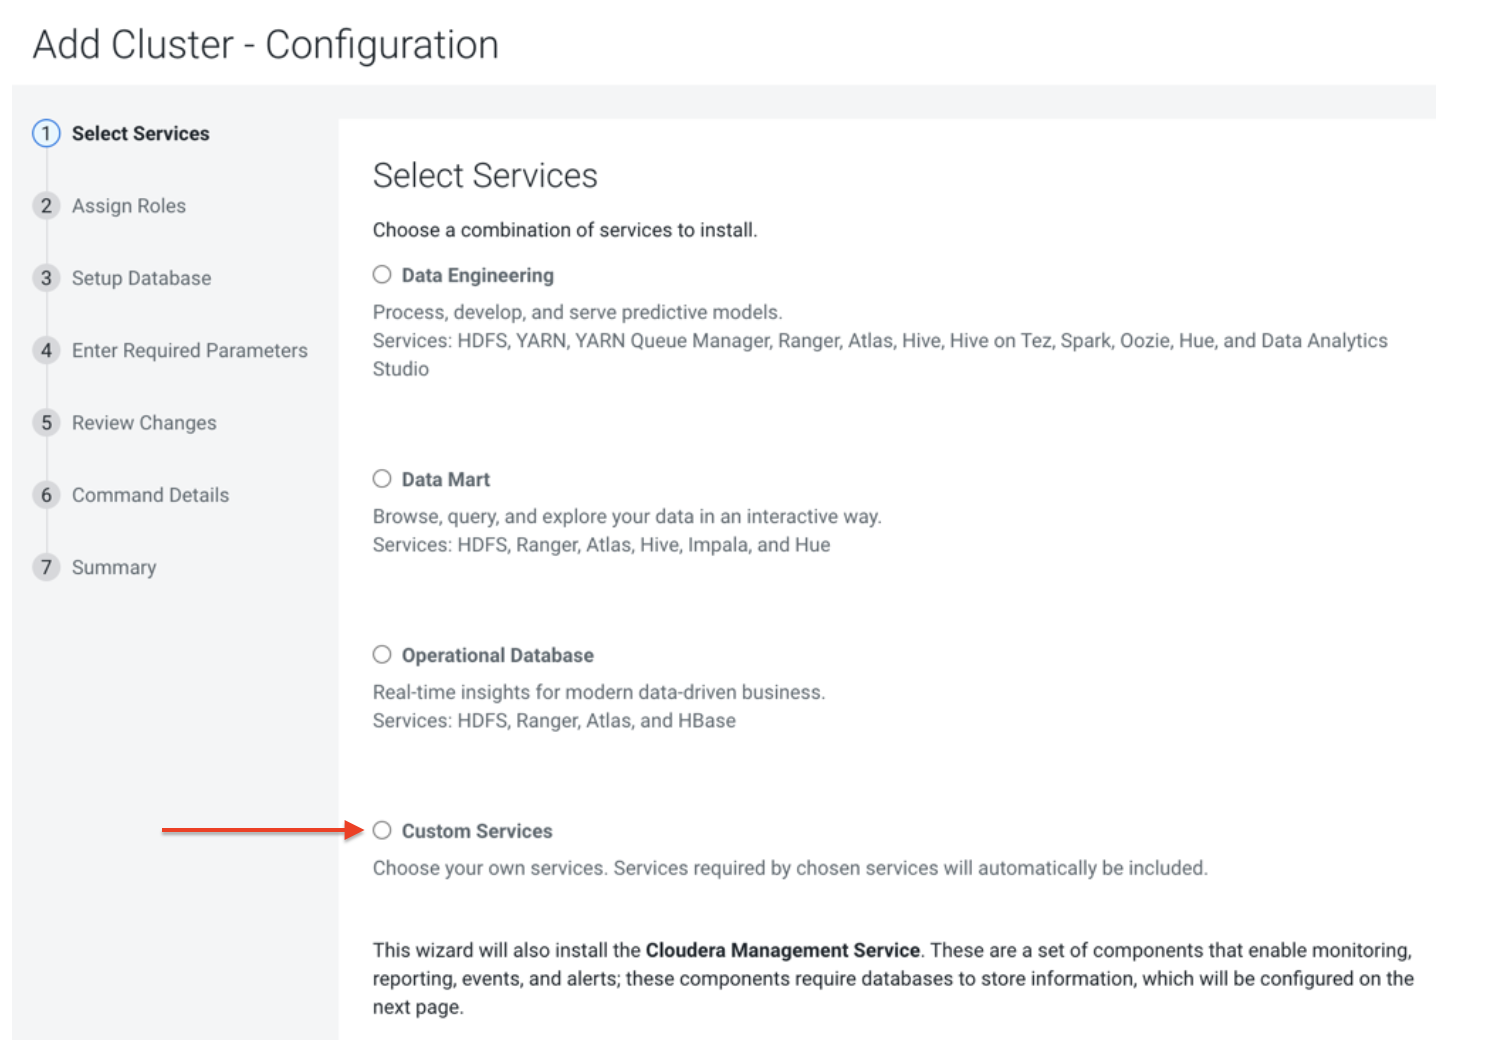 Add Cluster - Configuration
1 Select Services
2 Assign Roles
3 Setup Database
4 Enter Required Parameters
5 Review Changes
6 Command Details
7 Summary
Select Services
Choose a combination of services to install.
Data Engineering
Process, develop, and serve predictive models.
Services: HDFS, YARN, YARN Queue Manager, Ranger, Atlas, Hive, Hive on Tez, Spark, Oozie, Hue, and Data Analytics
Studio
Data Mart
Browse, query, and explore your data in an interactive way.
Services: HDFS, Ranger, Atlas, Hive, Impala, and Hue
Operational Database
Real-time insights for modern data-driven business.
Services: HDFS, Ranger, Atlas, and HBase
Custom Services
Choose your own services. Services required by chosen services will automatically be included.
This wizard will also install the Cloudera Management Service. These are a set of components that enable monitoring,
reporting, events, and alerts; these components require databases to store information, which will be configured on the
next page.